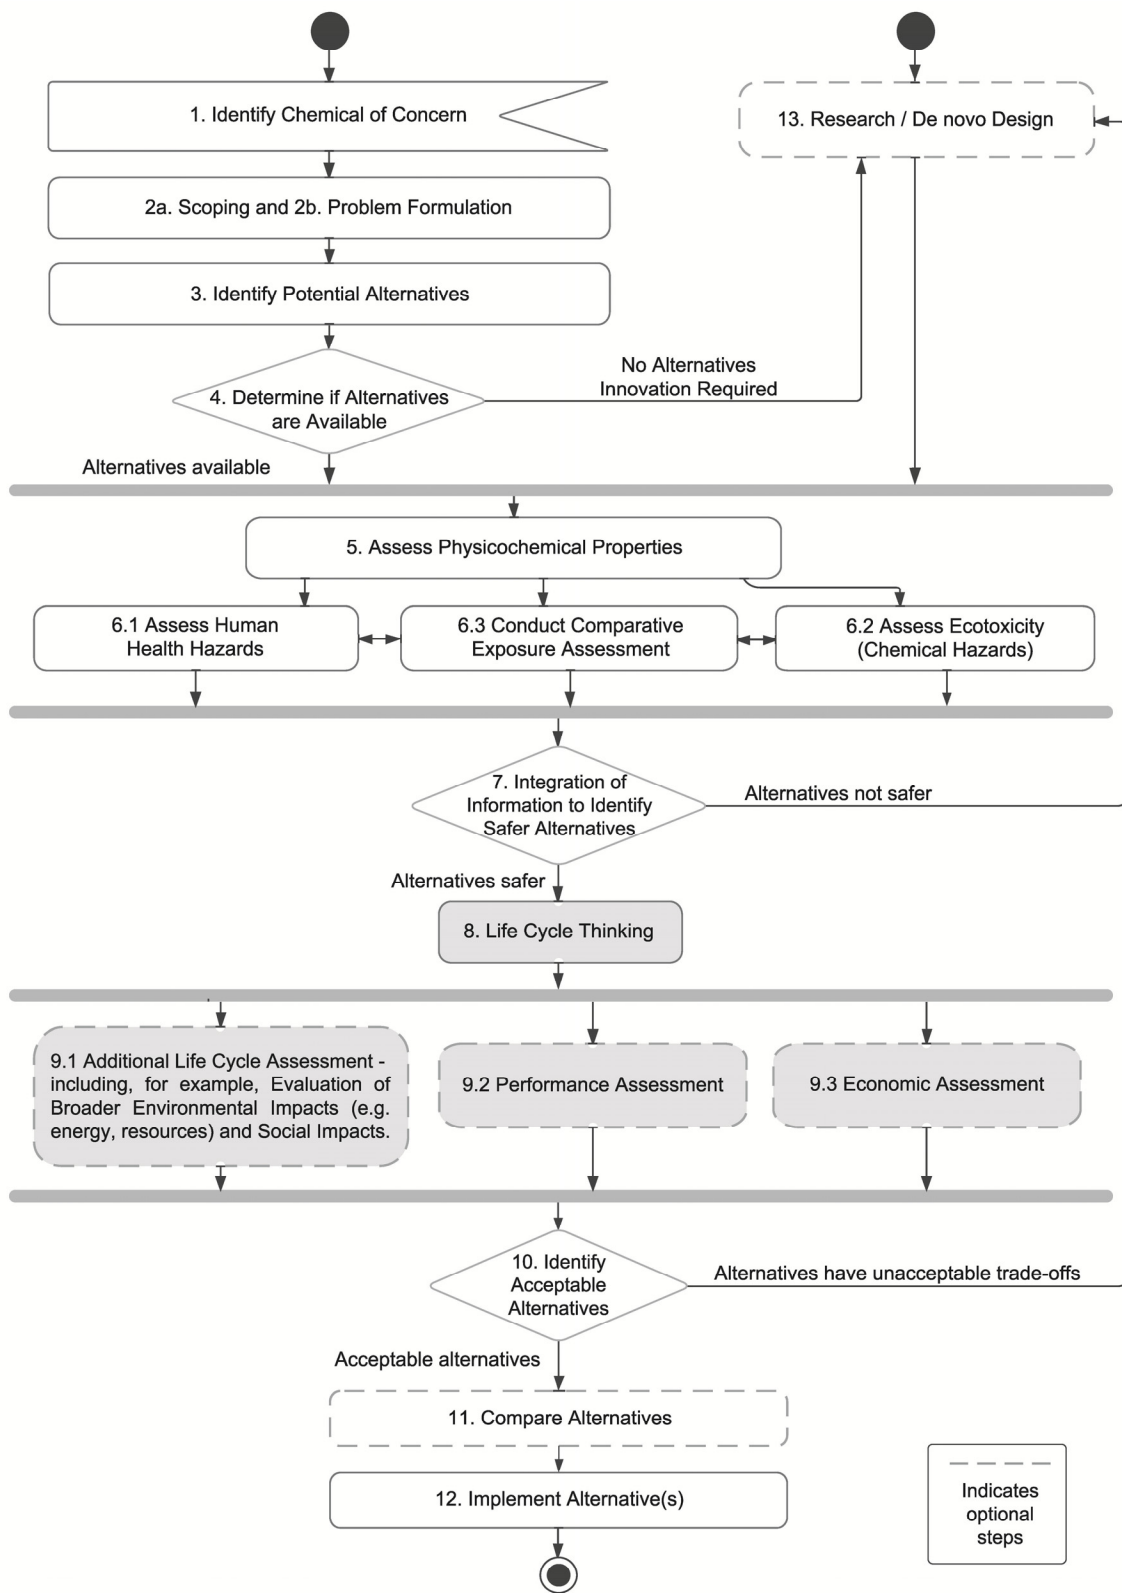 1. Identify Chemical of Concern
13. Research / De novo Design
2a. Scoping and 2b. Problem Formulation
3. Identify Potential Alternatives
No Alternatives
Innovation Required
4. Determine if Alternatives
are Available
Alternatives available
5. Assess Physicochemical Properties
6.1 Assess Human
Health Hazards
6.3 Conduct Comparative
Exposure Assessment
6.2 Assess Ecotoxicity
(Chemical Hazards)
7. Integration of
Information to Identify
Safer Alternatives
Alternatives not safer
Alternatives safer
8. Life Cycle Thinking
9.1 Additional Life Cycle Assessment -
including, for example, Evaluation of
Broader Environmental Impacts (e.g.
energy, resources) and Social Impacts.
9.2 Performance Assessment
9.3 Economic Assessment
10. Identify
Acceptable
Alternatives
Alternatives have unacceptable trade-offs
Acceptable alternatives
11. Compare Alternatives
12. Implement Alternative(s)
Indicates
optional
steps